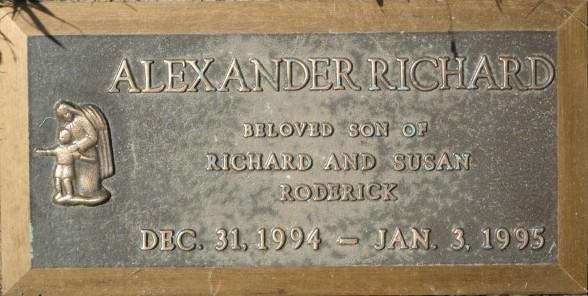 ALEXANDER RICHARD
BELOVED SON OF
RICHARD AND SUSAN
RODERICK
DEC. 31, 1994 – JAN. 3, 1995